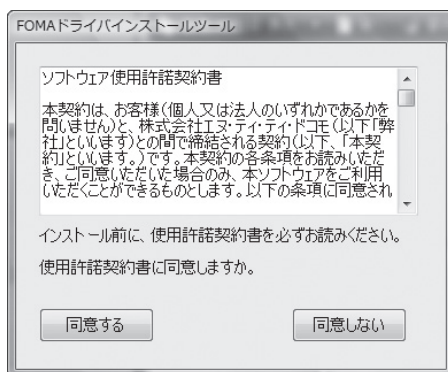 FOMAドライバインストールツール
ソフトウェア使用許諾契約書
本契約は、お客様(個人又は法人のいずれかであるかを
問いません)と、株式会社エヌ・ティ・ティ・ドコモ(以下「弊
社」といいます)との間で締結される契約(以下、「本契
約」といいます。)です。本契約の各条項をお読みいただ
き、ご同意いただいた場合のみ、本ソフトウェアをご利用
いただくことができるものとします。以下の条項に同意され
インストール前に、使用許諾契約書を必ずお読みください。
使用許諾契約書に同意しますか。
同意する
同意しない